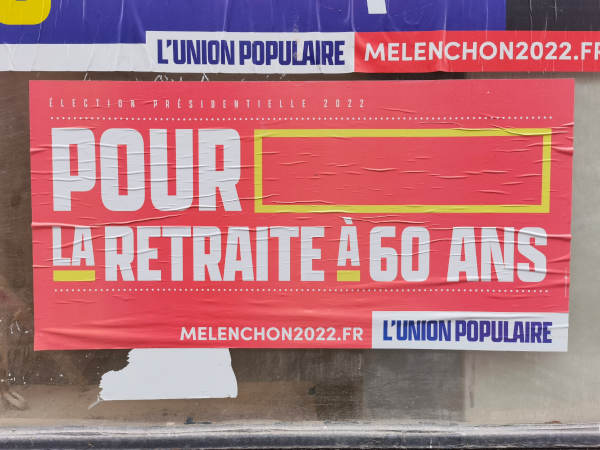 L'UNION POPULAIRE MELENCHON2022.FR
ÉLECTION PRÉSIDENTIELLE 2022
POUR
LA RETRAITE À 60 ANS
MELENCHON2022.FR L'UNION POPULAIRE